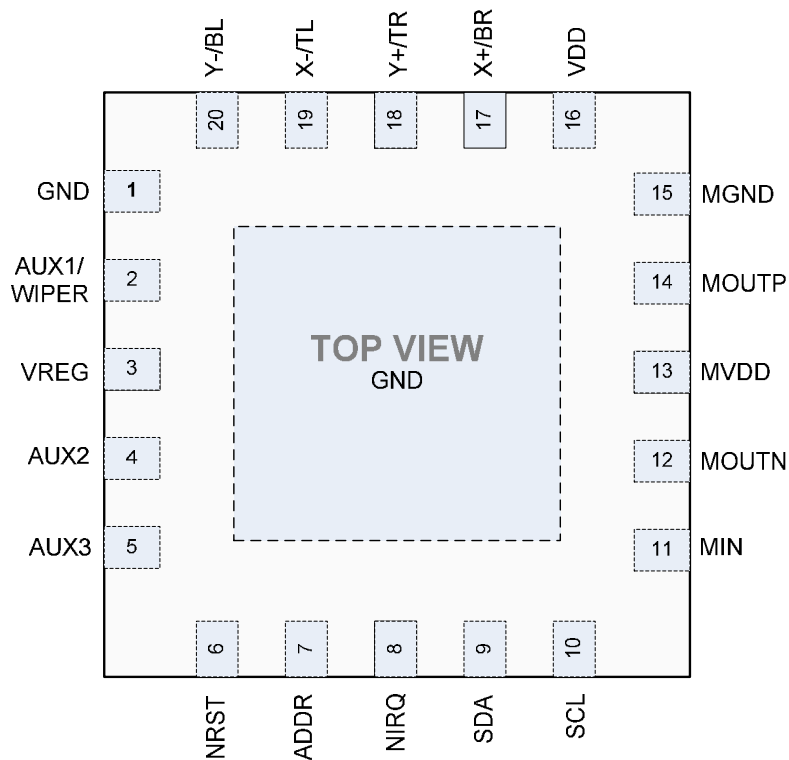 Y-/BL
X-/TL
Y+/TR
X+/BR
VDD
20
19
18
17
16
GND
1
15
MGND
AUX1/
WIPER
2
14
MOUTP
TOP VIEW
GND
VREG
3
13
MVDD
AUX2
4
12
MOUTN
AUX3
5
11
MIN
6
7
8
9
10
NRST
ADDR
NIRQ
SDA
SCL